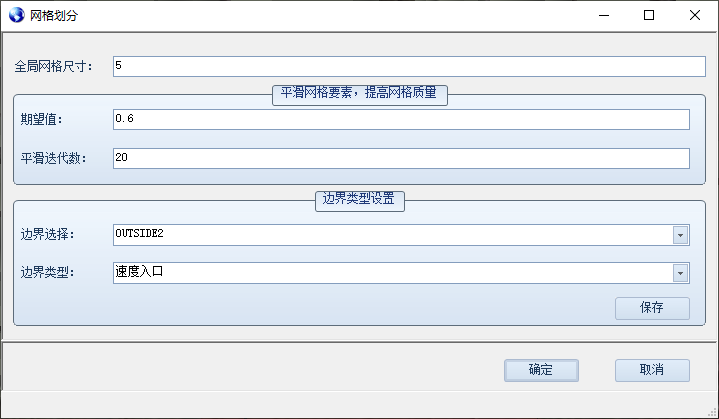 网格划分
全局网格尺寸: 5
平滑网格要素，提高网格质量
期望值: 0.6
平滑迭代数: 20
边界类型设置
边界选择: OUTSIDE2
边界类型: 速度入口
保存
确定 取消